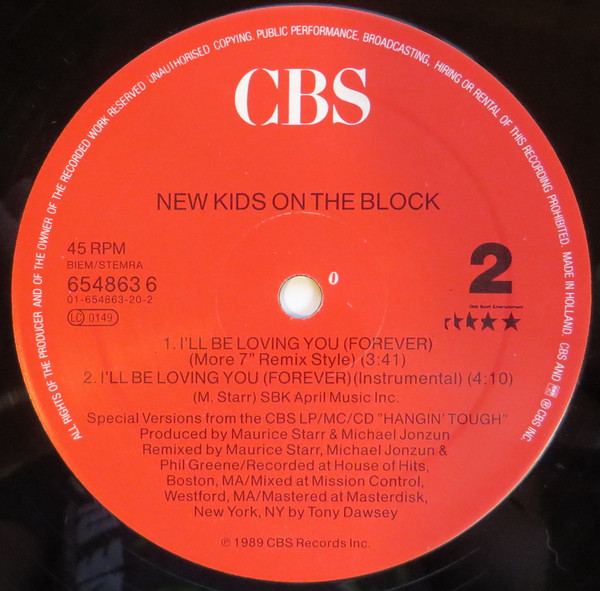 ALL RIGHTS OF THE PRODUCER AND OF THE OWNER OF THE RECORDED WORK RESERVED. UNAUTHORISED COPYING, PUBLIC PERFORMANCE, BROADCASTING, HIRING OR RENTAL OF THIS RECORDING PROHIBITED. MADE IN HOLLAND. CBS AND ℗ CBS INC.
CBS
NEW KIDS ON THE BLOCK
45 RPM
BIEM/STEMRA
654863 6
01-654863-20-2
LC 0149
0
2
1. I'LL BE LOVING YOU (FOREVER)
(More 7" Remix Style) (3:41)
2. I'LL BE LOVING YOU (FOREVER)(Instrumental) (4:10)
(M. Starr) SBK April Music Inc.
Special Versions from the CBS LP/MC/CD "HANGIN' TOUGH"
Produced by Maurice Starr & Michael Jonzun
Remixed by Maurice Starr, Michael Jonzun &
Phil Greene/Recorded at House of Hits,
Boston, MA/Mixed at Mission Control,
Westford, MA/Mastered at Masterdisk,
New York, NY by Tony Dawsey
℗ 1989 CBS Records Inc.